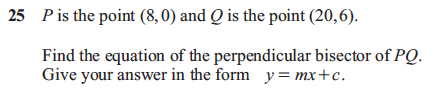 25 P is the point (8, 0) and Q is the point (20, 6).
Find the equation of the perpendicular bisector of PQ.
Give your answer in the form y = mx + c.